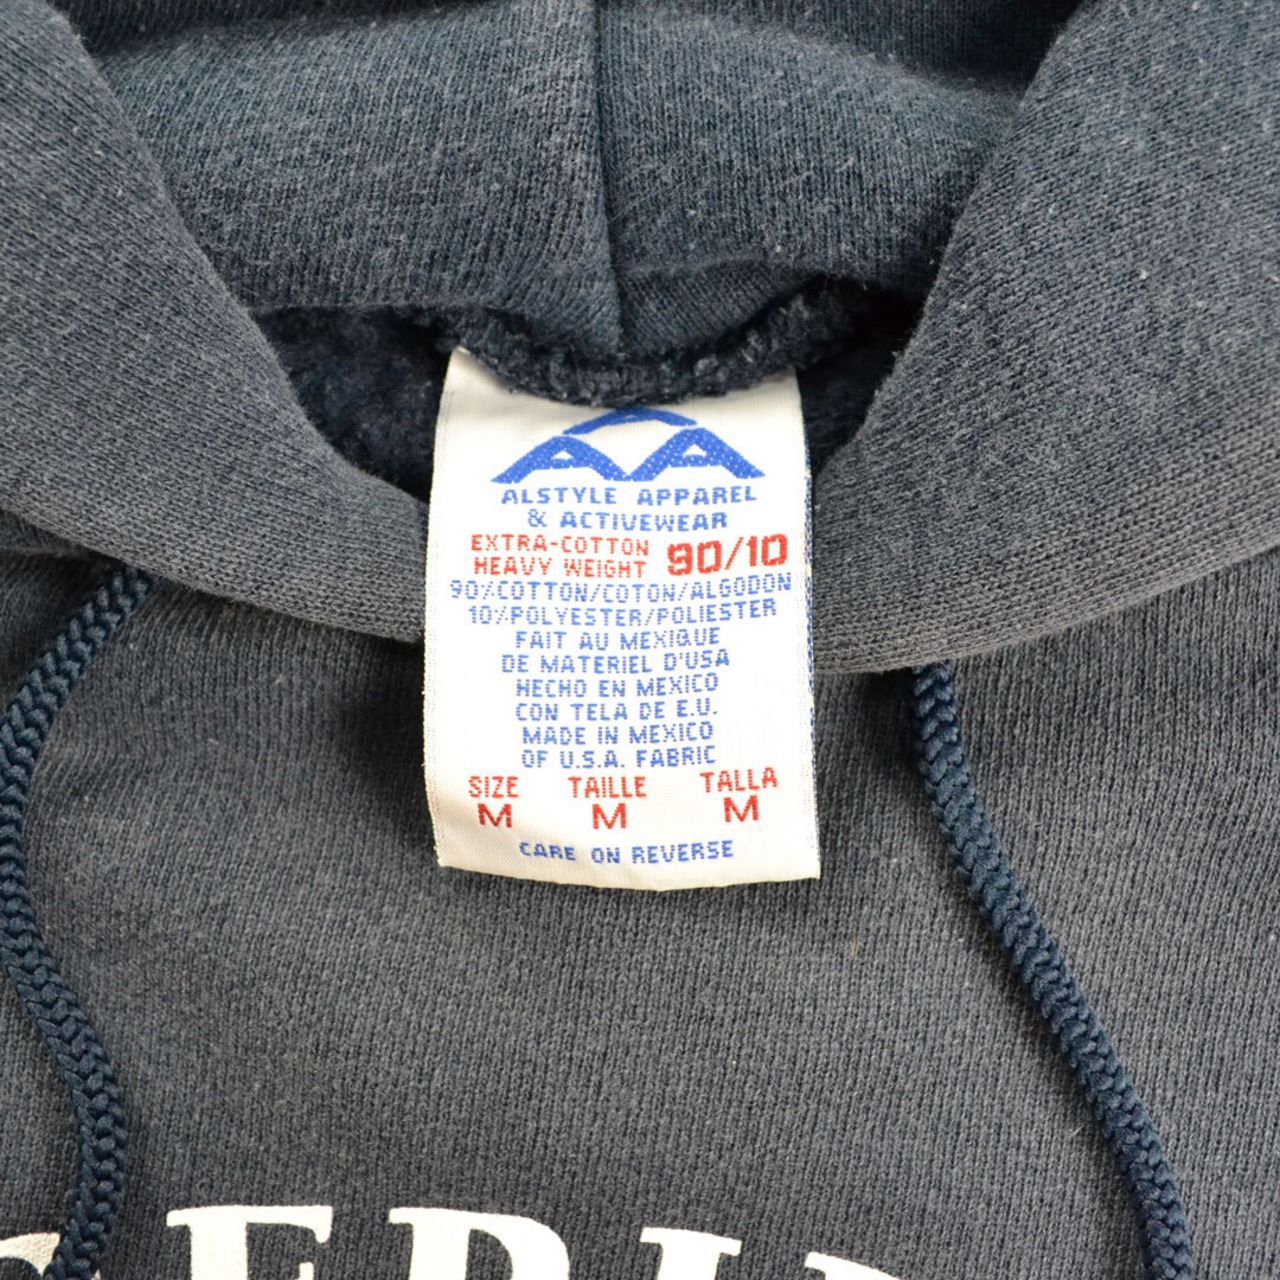 AAA
ALSTYLE APPAREL
& ACTIVEWEAR
EXTRA-COTTON
HEAVY WEIGHT 90/10
90%COTTON/COTON/ALGODON
10%POLYESTER/POLIESTER
FAIT AU MEXIQUE
DE MATERIEL D'USA
HECHO EN MEXICO
CON TELA DE E.U.
MADE IN MEXICO
OF U.S.A. FABRIC
SIZE TAILLE TALLA
M M M
CARE ON REVERSE